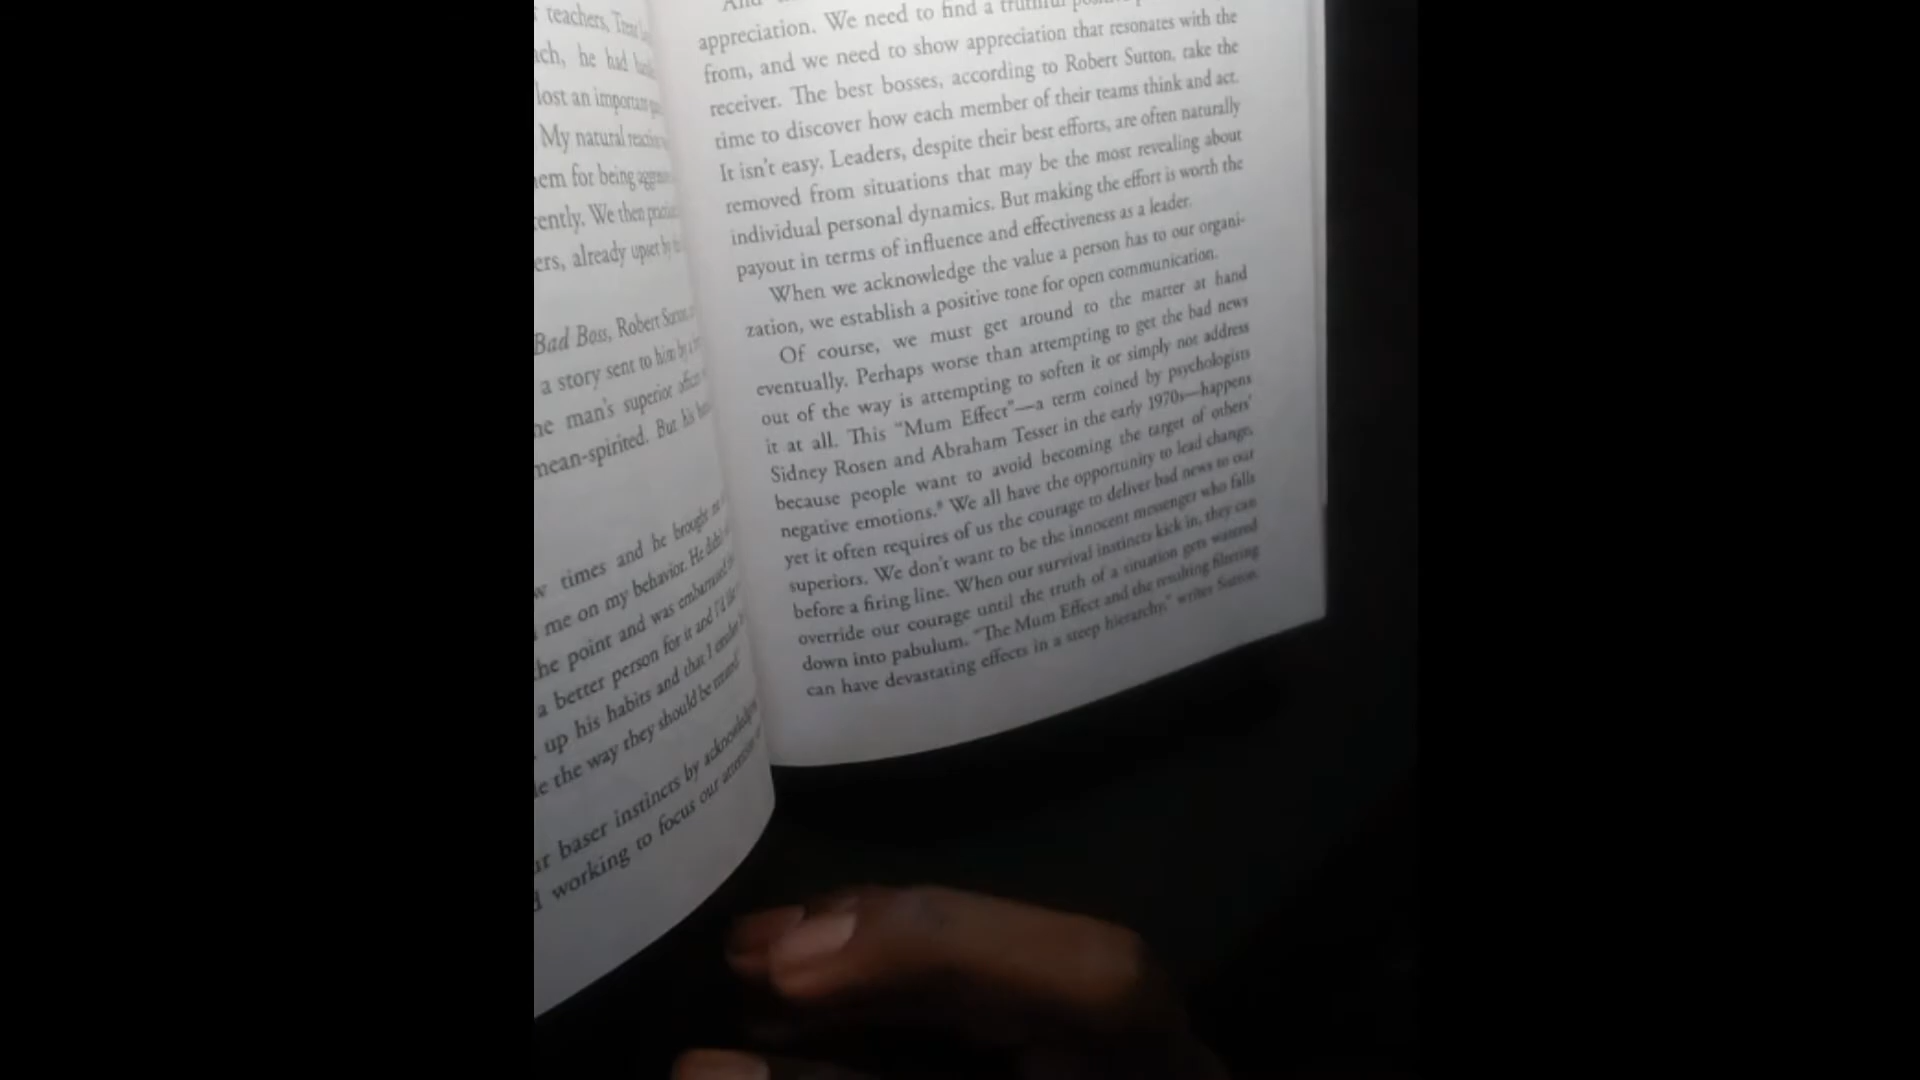 teachers,
ach, he had
lost an important
My natural
em for being
ently. We then
ers, already upset by
Bad Boss, Robert
a story sent to him by
he man's superior
mean-spirited. But his
times and he brought
me on my behavior. He
the point and was embarrassed
a better person for it and I'd
up his habits and that I
le the way they should be
ur baser instincts by
d working to focus our
appreciation. We need to find a truthful
from, and we need to show appreciation that resonates with the
receiver. The best bosses, according to Robert Sutton, take the
time to discover how each member of their teams think and act.
It isn't easy. Leaders, despite their best efforts, are often naturally
removed from situations that may be the most revealing about
individual personal dynamics. But making the effort is worth the
payout in terms of influence and effectiveness as a leader.
When we acknowledge the value a person has to our organi-
zation, we establish a positive tone for open communication.
Of course, we must get around to the matter at hand
eventually. Perhaps worse than attempting to get the bad news
out of the way is attempting to soften it or simply not address
it at all. This “Mum Effect”—a term coined by psychologists
Sidney Rosen and Abraham Tesser in the early 1970s—happens
because people want to avoid becoming the target of others'
negative emotions.⁸ We all have the opportunity to lead change,
yet it often requires of us the courage to deliver bad news to our
superiors. We don't want to be the innocent messenger who falls
before a firing line. When our survival instincts kick in, they can
override our courage until the truth of a situation gets watered
down into pabulum. “The Mum Effect and the resulting filtering
can have devastating effects in a steep hierarchy,” writes Sutton.